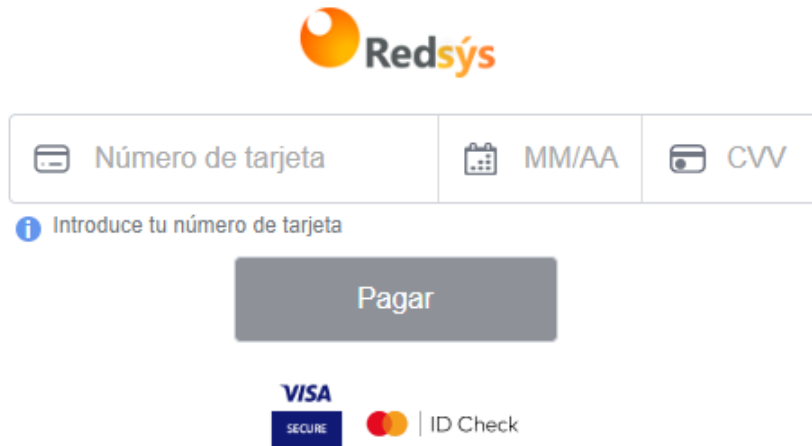 Redsýs
Número de tarjeta MM/AA CVV
Introduce tu número de tarjeta
Pagar
VISA
SECURE
ID Check